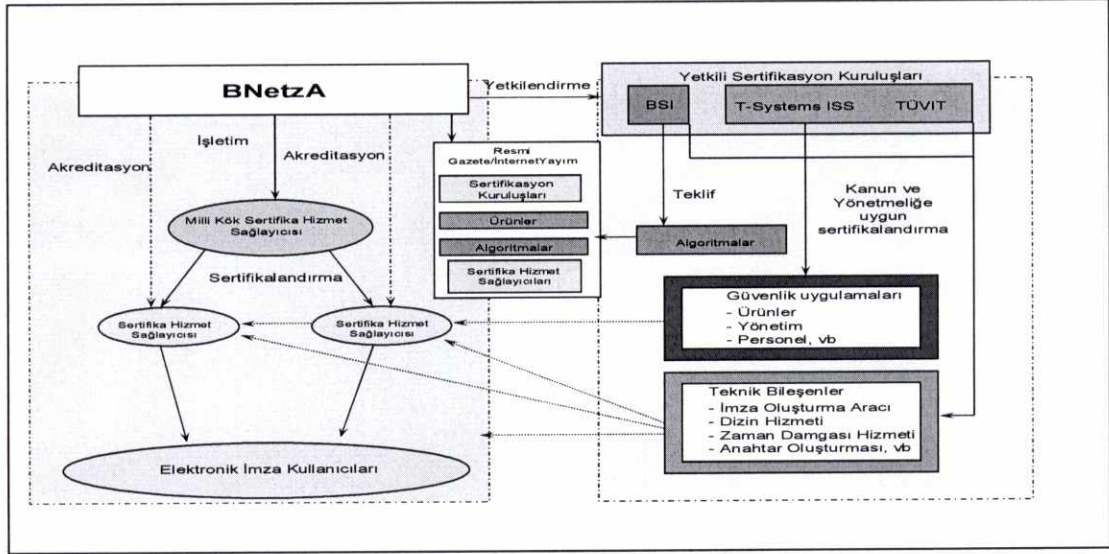 BNetzA
Yetkilendirme
Yetkili Sertifikasyon Kuruluşları
BSI
T-Systems ISS
TÜVIT
Akreditasyon
İşletim
Akreditasyon
Resmi
Gazete/İnternetYayım
Sertifikasyon
Kuruluşları
Ürünler
Algoritmalar
Sertifika Hizmet
Sağlayıcıları
Teklif
Algoritmalar
Kanun ve
Yönetmeliğe
uygun
sertifikalandırma
Milli Kök Sertifika Hizmet
Sağlayıcısı
Sertifikalandırma
Sertifika Hizmet
Sağlayıcısı
Sertifika Hizmet
Sağlayıcısı
Güvenlik uygulamaları
- Ürünler
- Yönetim
- Personel, vb
Teknik Bileşenler
- İmza Oluşturma Aracı
- Dizin Hizmeti
- Zaman Damgası Hizmeti
- Anahtar Oluşturması, vb
Elektronik İmza Kullanıcıları